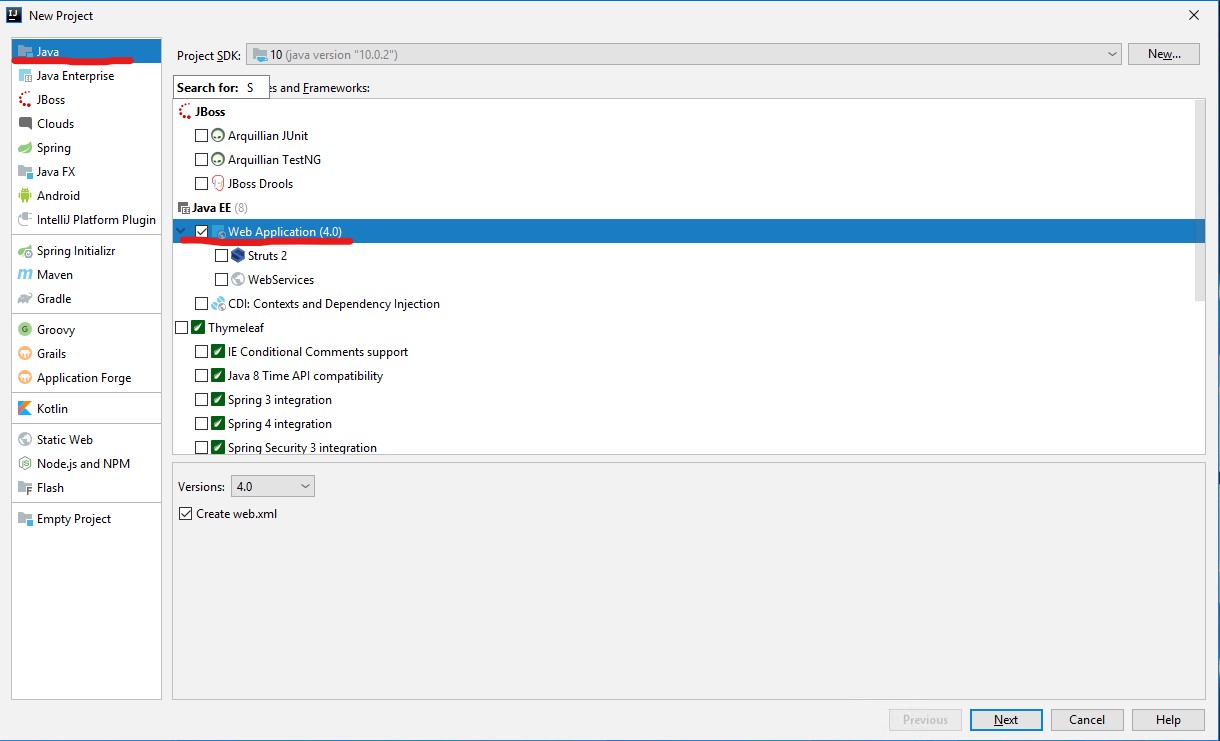 New Project
Java
Java Enterprise
JBoss
Clouds
Spring
Java FX
Android
IntelliJ Platform Plugin
Spring Initializr
Maven
Gradle
Groovy
Grails
Application Forge
Kotlin
Static Web
Node.js and NPM
Flash
Empty Project
Project SDK: 10 (java version "10.0.2") New...
Search for: S es and Frameworks:
JBoss
Arquillian JUnit
Arquillian TestNG
JBoss Drools
Java EE (8)
Web Application (4.0)
Struts 2
WebServices
CDI: Contexts and Dependency Injection
Thymeleaf
IE Conditional Comments support
Java 8 Time API compatibility
Spring 3 integration
Spring 4 integration
Spring Security 3 integration
Versions: 4.0
Create web.xml
Previous Next Cancel Help